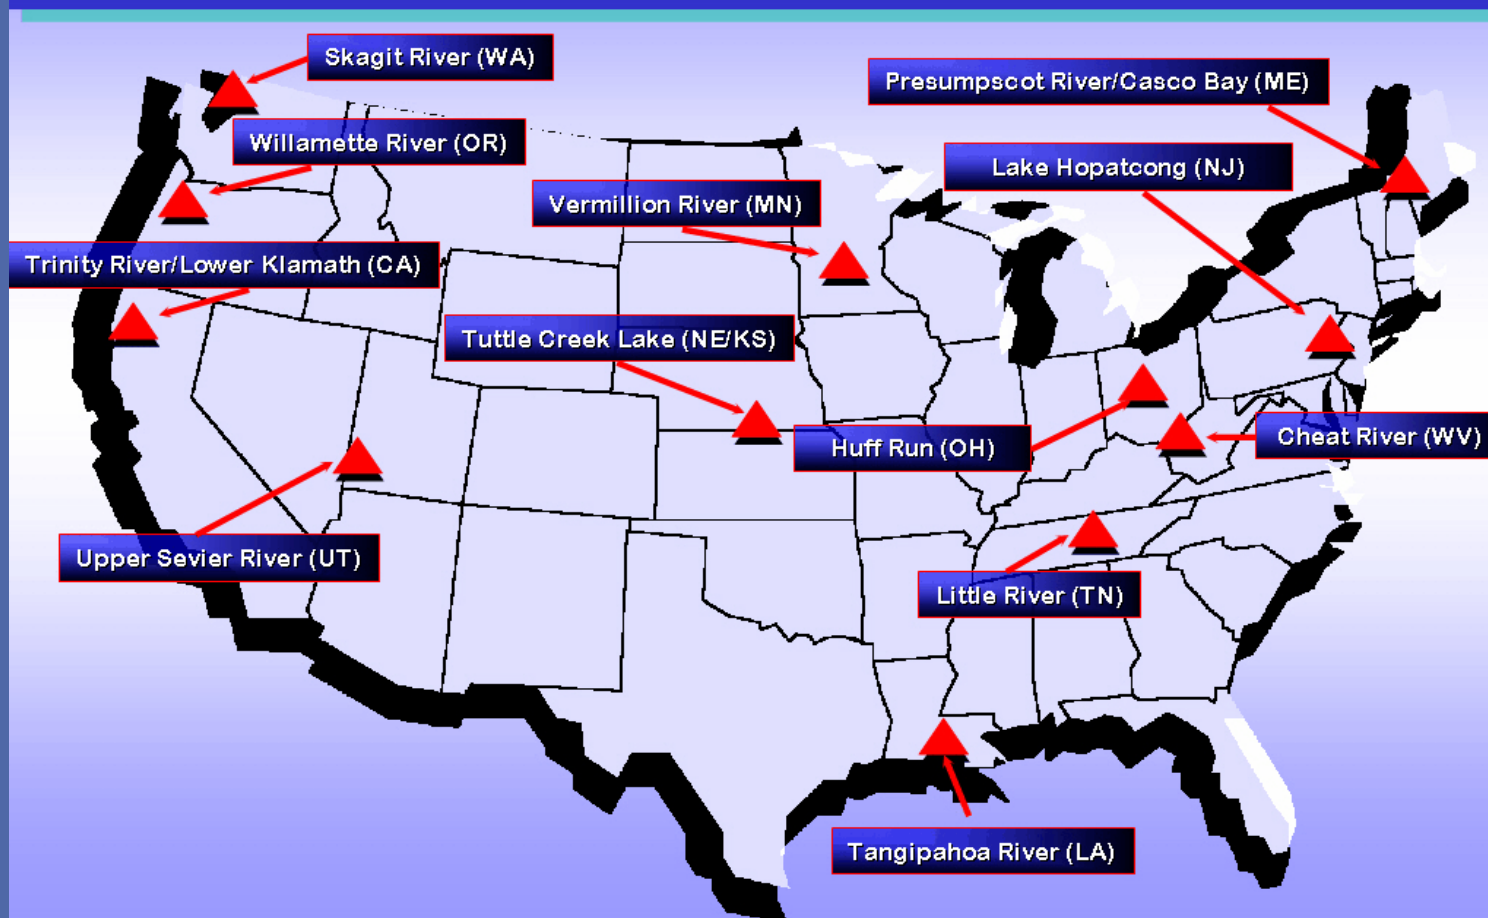 Skagit River (WA)
Presumpscot River/Casco Bay (ME)
Willamette River (OR)
Lake Hopatcong (NJ)
Vermillion River (MN)
Trinity River/Lower Klamath (CA)
Tuttle Creek Lake (NE/KS)
Huff Run (OH)
Cheat River (WV)
Upper Sevier River (UT)
Little River (TN)
Tangipahoa River (LA)